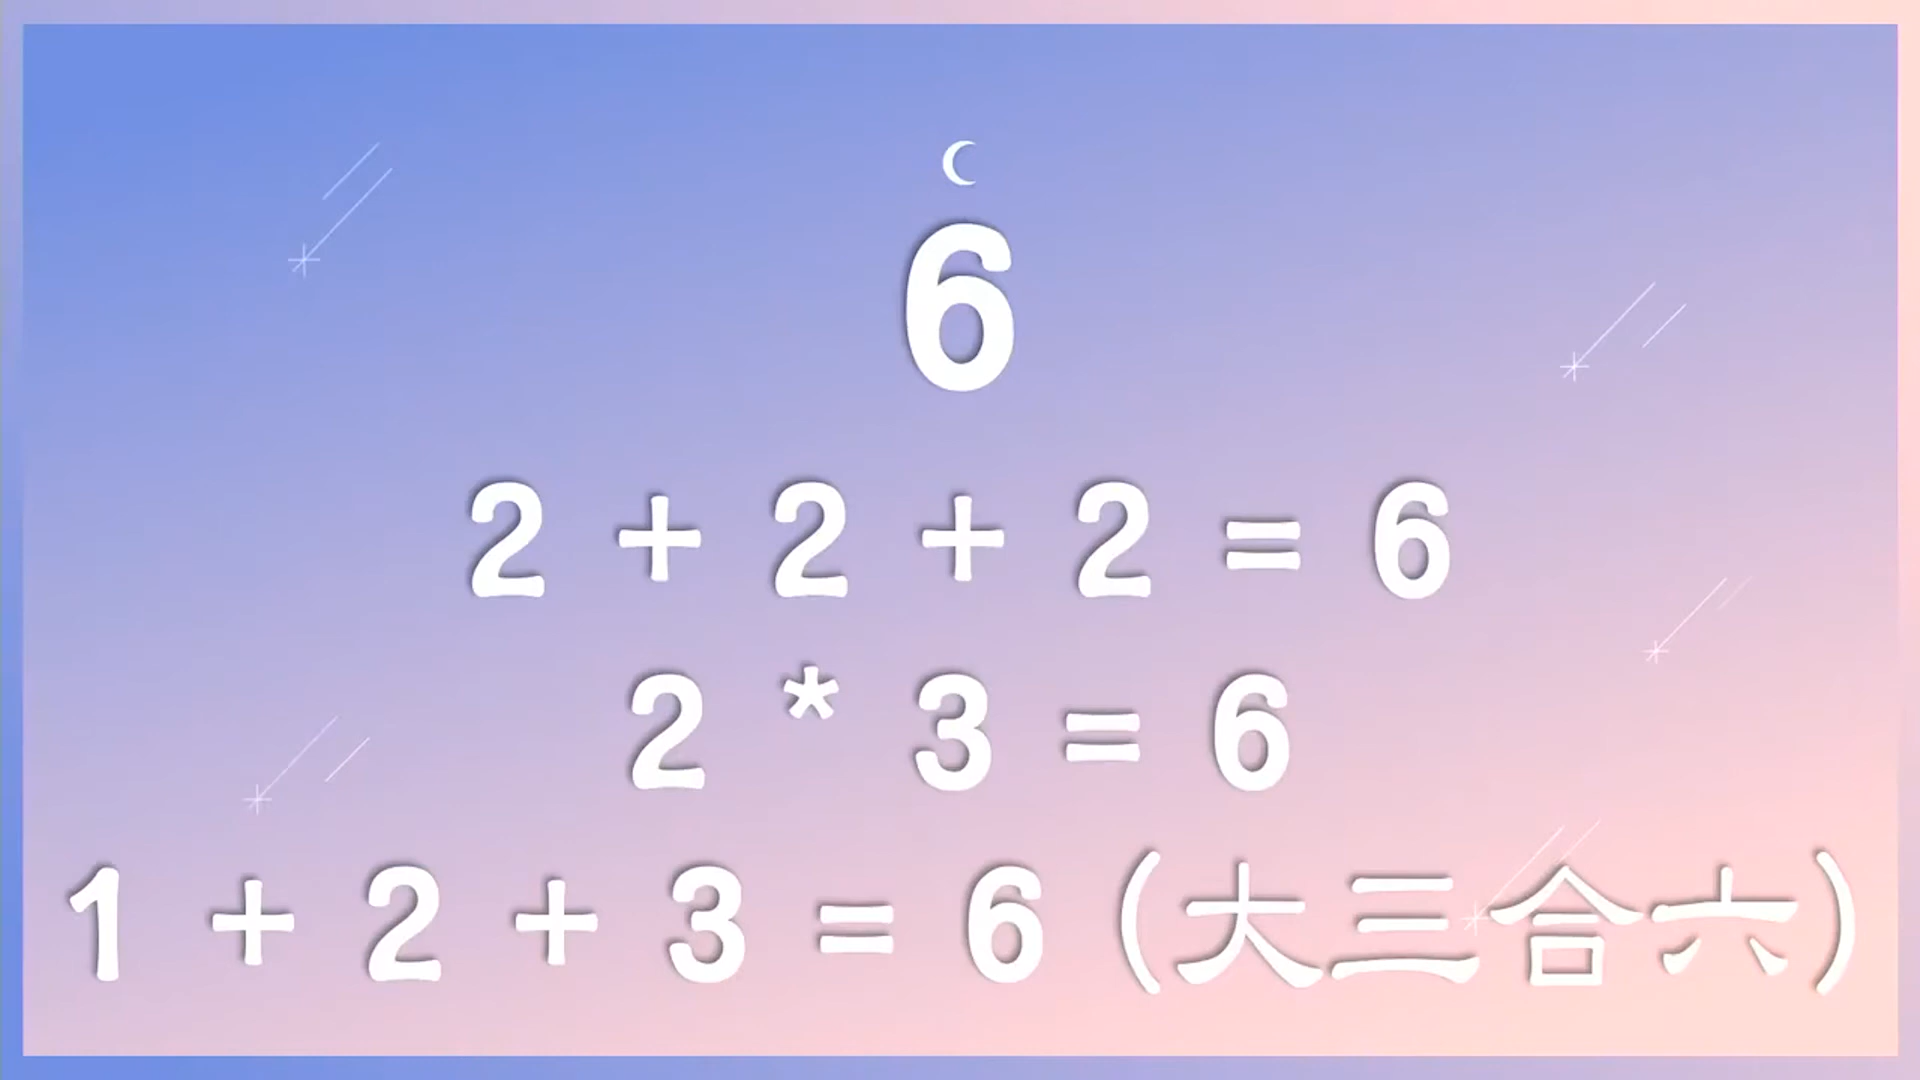 6
2 + 2 + 2 = 6
2 * 3 = 6
1 + 2 + 3 = 6 (大三合六)